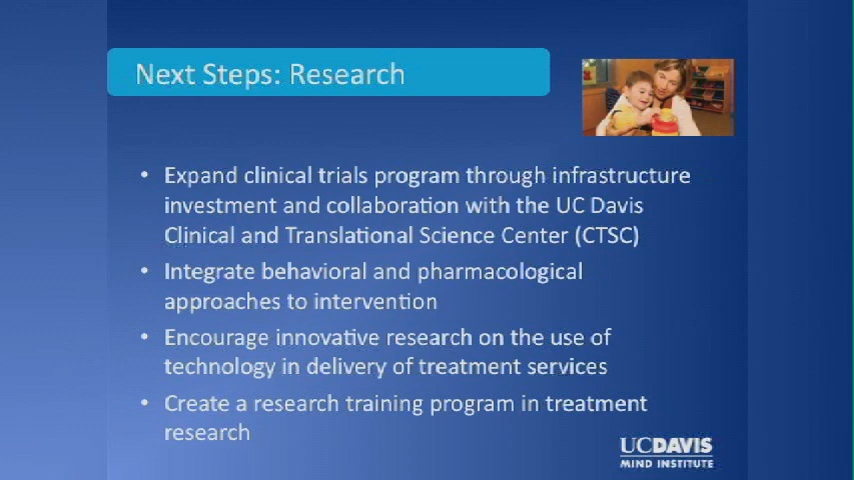 Next Steps: Research
• Expand clinical trials program through infrastructure
investment and collaboration with the UC Davis
Clinical and Translational Science Center (CTSC)
• Integrate behavioral and pharmacological
approaches to intervention
• Encourage innovative research on the use of
technology in delivery of treatment services
• Create a research training program in treatment
research
UCDAVIS
MIND INSTITUTE